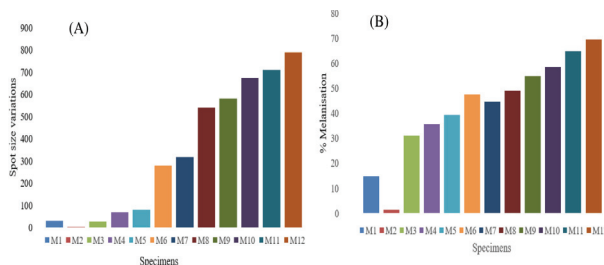 (A)
900
800
700
600
500
400
300
200
100
0
Spot size variations
M1 M2 M3 M4 M5 M6 M7 M8 M9 M10 M11 M12
Specimens
(B)
80
70
60
50
40
30
20
10
0
% Melanisation
M1 M2 M3 M4 M5 M6 M7 M8 M9 M10 M11 M1
Specimens